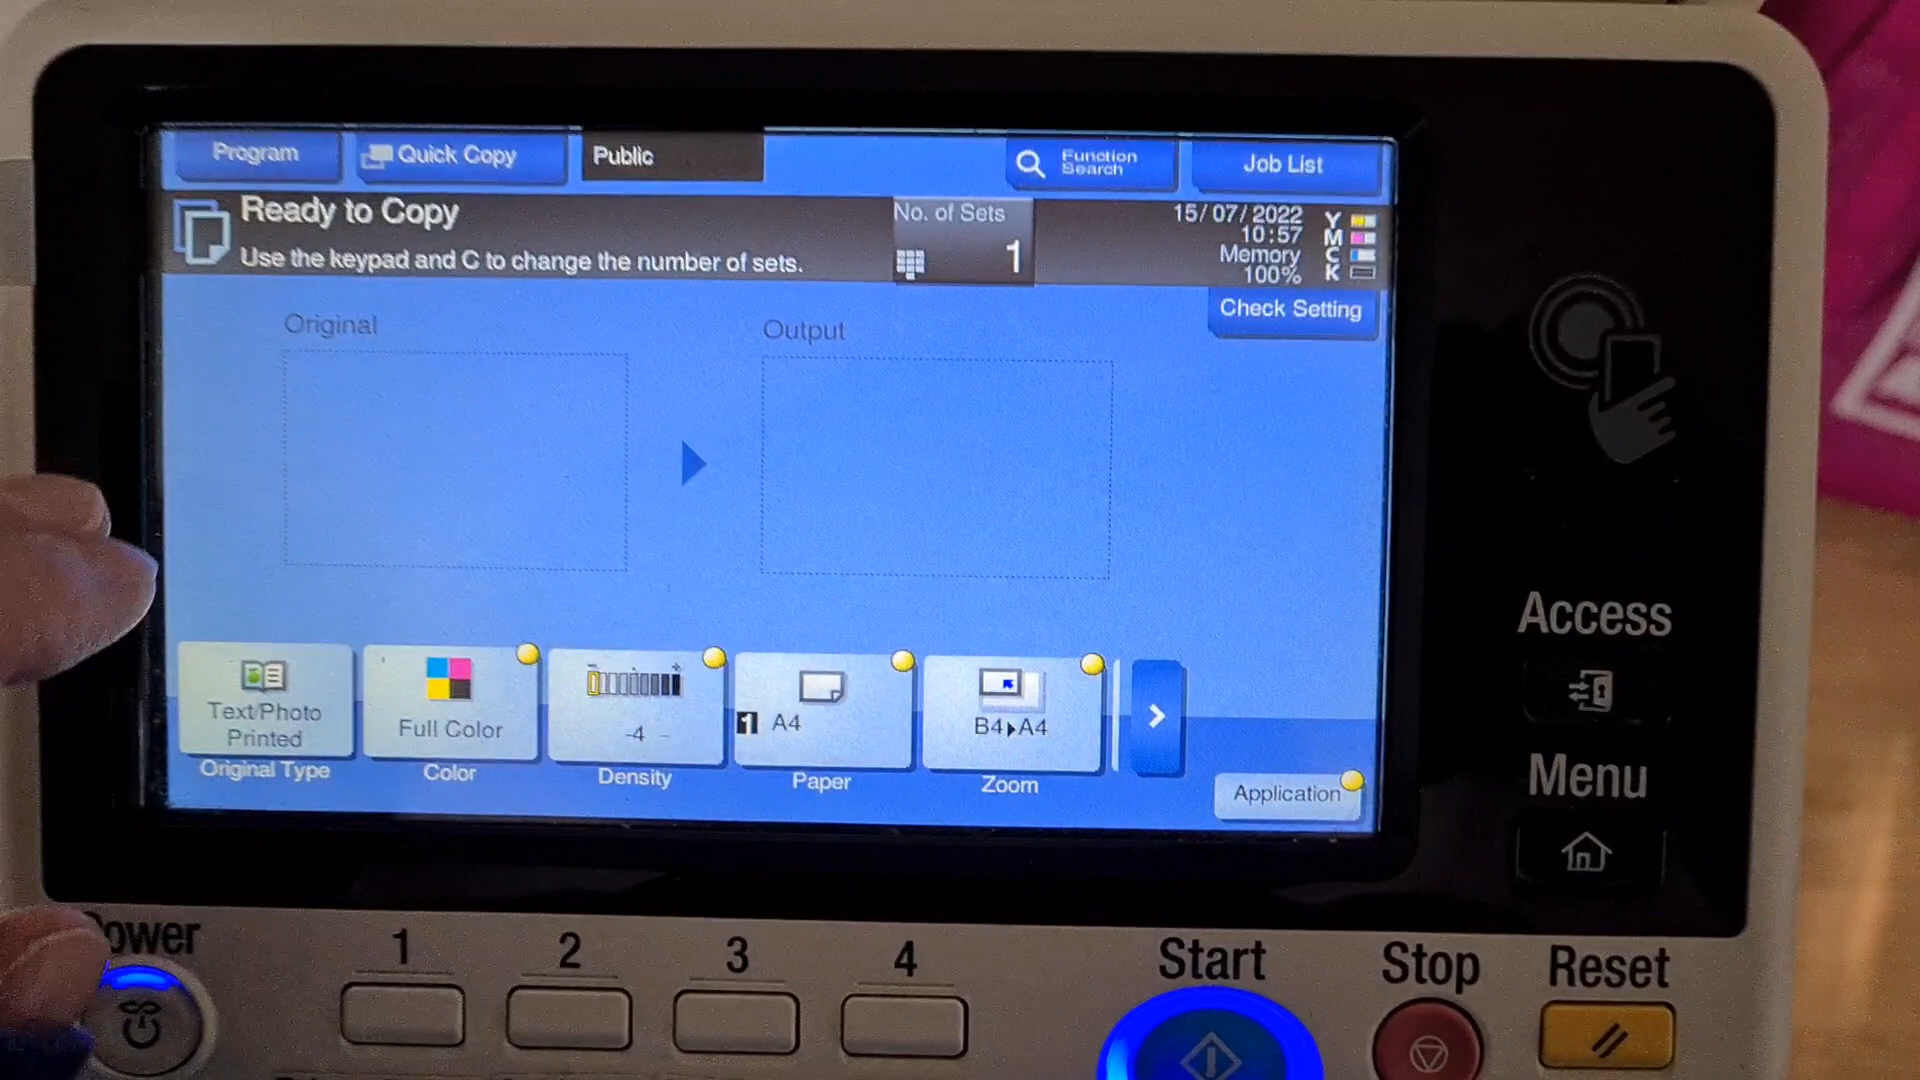 Program
Quick Copy
Public
Function
Search
Job List
Ready to Copy
Use the keypad and C to change the number of sets.
No. of Sets
1
15/07/2022
10:57
Memory
100%
Y
M
C
K
Check Setting
Original
Output
Text/Photo
Printed
Original Type
Full Color
Color
- +
-4
Density
1 A4
Paper
B4▸A4
Zoom
Application
Access
Menu
Power
1
2
3
4
Start
Stop
Reset